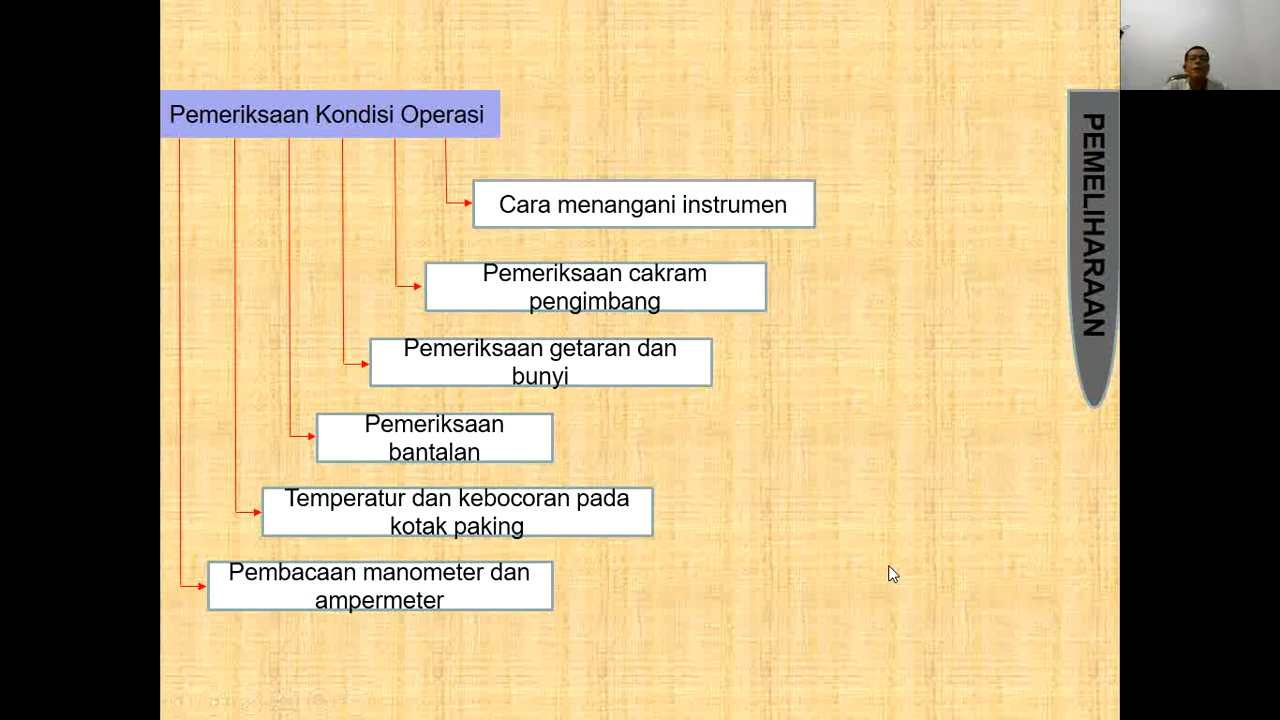 Pemeriksaan Kondisi Operasi
PEMELIHARAAN
Cara menangani instrumen
Pemeriksaan cakram
pengimbang
Pemeriksaan getaran dan
bunyi
Pemeriksaan
bantalan
Temperatur dan kebocoran pada
kotak paking
Pembacaan manometer dan
ampermeter